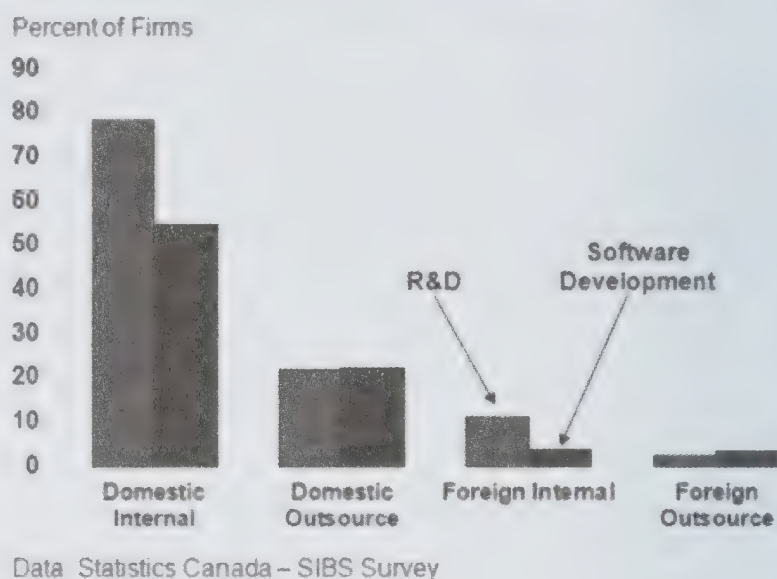 Percent of Firms
90
80
70
60
50
40
30
20
10
0
R&D
Software
Development
Domestic
Internal
Domestic
Outsource
Foreign Internal
Foreign
Outsource
Data Statistics Canada – SIBS Survey